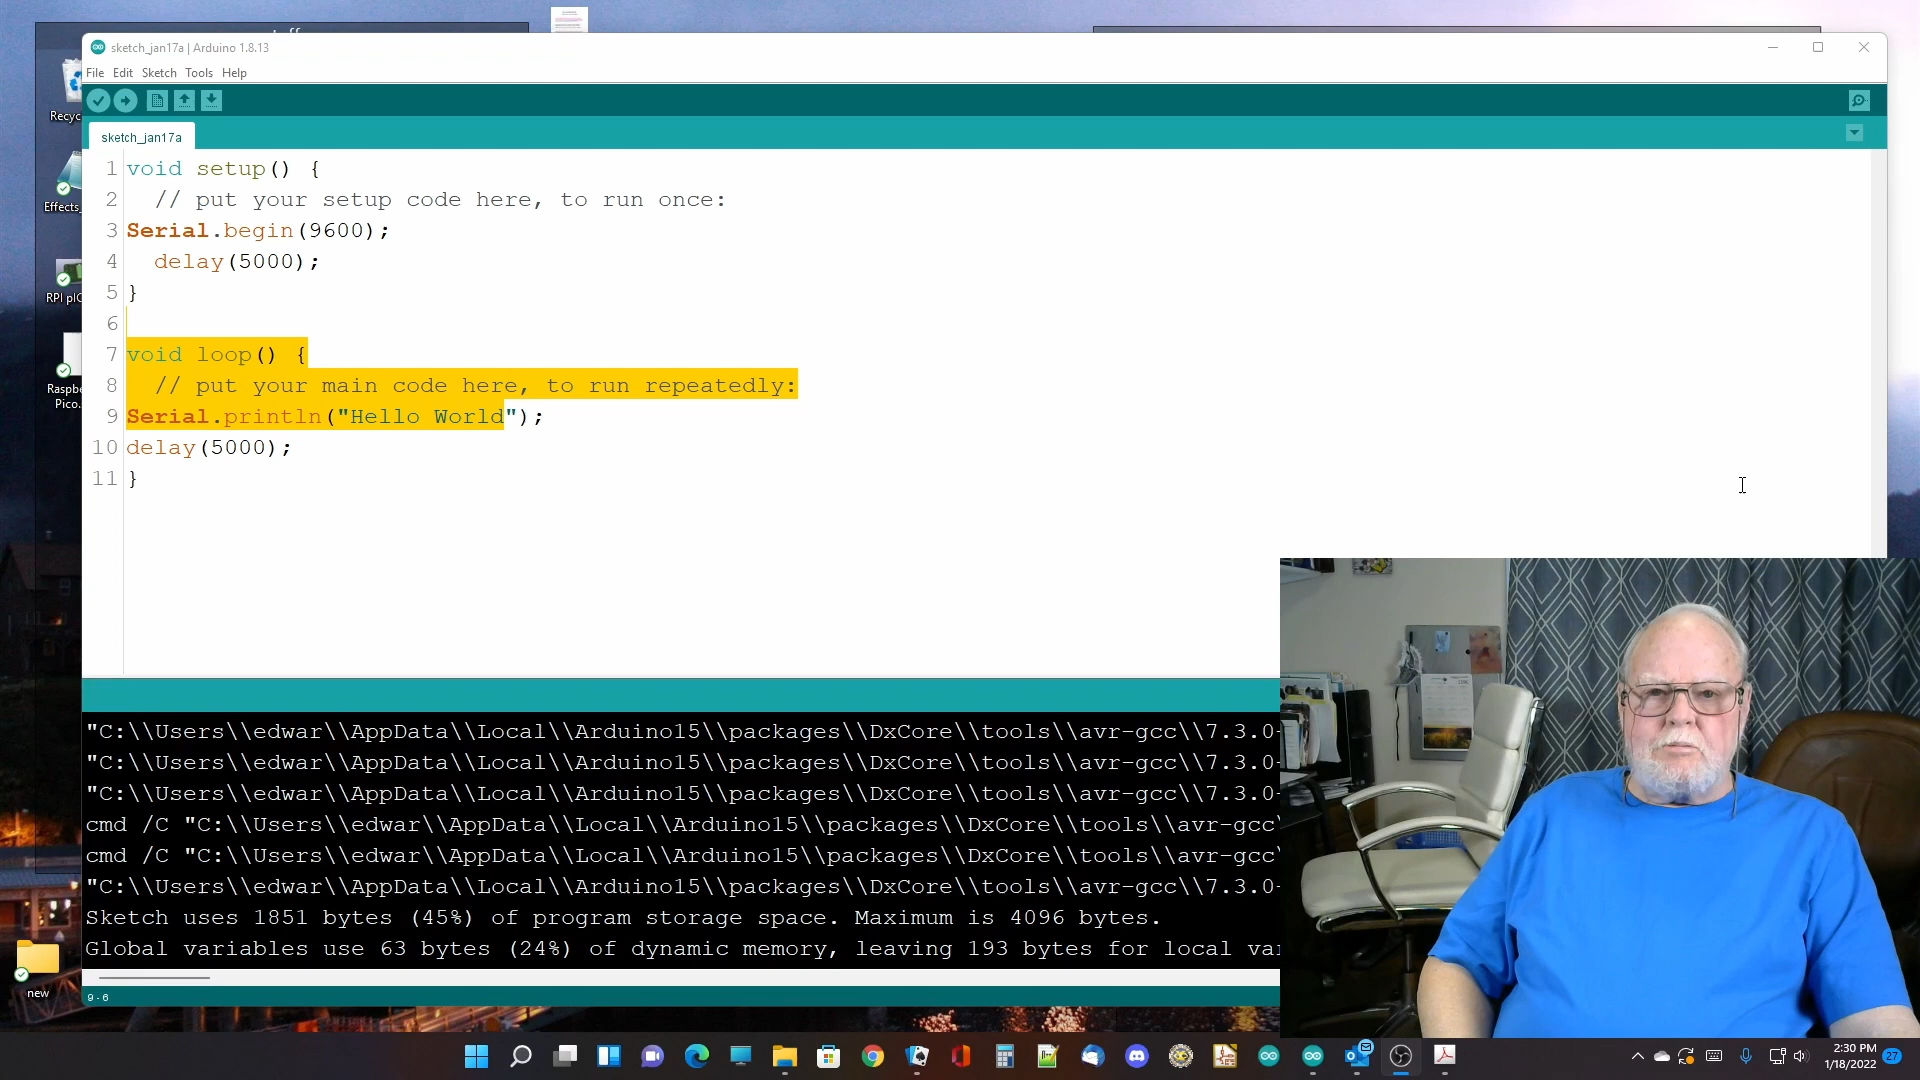 sketch_jan17a | Arduino 1.8.13
File Edit Sketch Tools Help
sketch_jan17a
1 void setup() {
2 // put your setup code here, to run once:
3 Serial.begin(9600);
4 delay(5000);
5 }
6
7 void loop() {
8 // put your main code here, to run repeatedly:
9 Serial.println("Hello World");
10 delay(5000);
11 }
"C:\\Users\\edwar\\AppData\\Local\\Arduino15\\packages\\DxCore\\tools\\avr-gcc\\7.3.0-
"C:\\Users\\edwar\\AppData\\Local\\Arduino15\\packages\\DxCore\\tools\\avr-gcc\\7.3.0-
"C:\\Users\\edwar\\AppData\\Local\\Arduino15\\packages\\DxCore\\tools\\avr-gcc\\7.3.0-
cmd /C "C:\\Users\\edwar\\AppData\\Local\\Arduino15\\packages\\DxCore\\tools\\avr-gcc\
cmd /C "C:\\Users\\edwar\\AppData\\Local\\Arduino15\\packages\\DxCore\\tools\\avr-gcc\
"C:\\Users\\edwar\\AppData\\Local\\Arduino15\\packages\\DxCore\\tools\\avr-gcc\\7.3.0-
Sketch uses 1851 bytes (45%) of program storage space. Maximum is 4096 bytes.
Global variables use 63 bytes (24%) of dynamic memory, leaving 193 bytes for local var
9 - 6
Recyc
Effects_
RPI pIC
Raspbe
Pico.
new
2:30 PM
1/18/2022
27